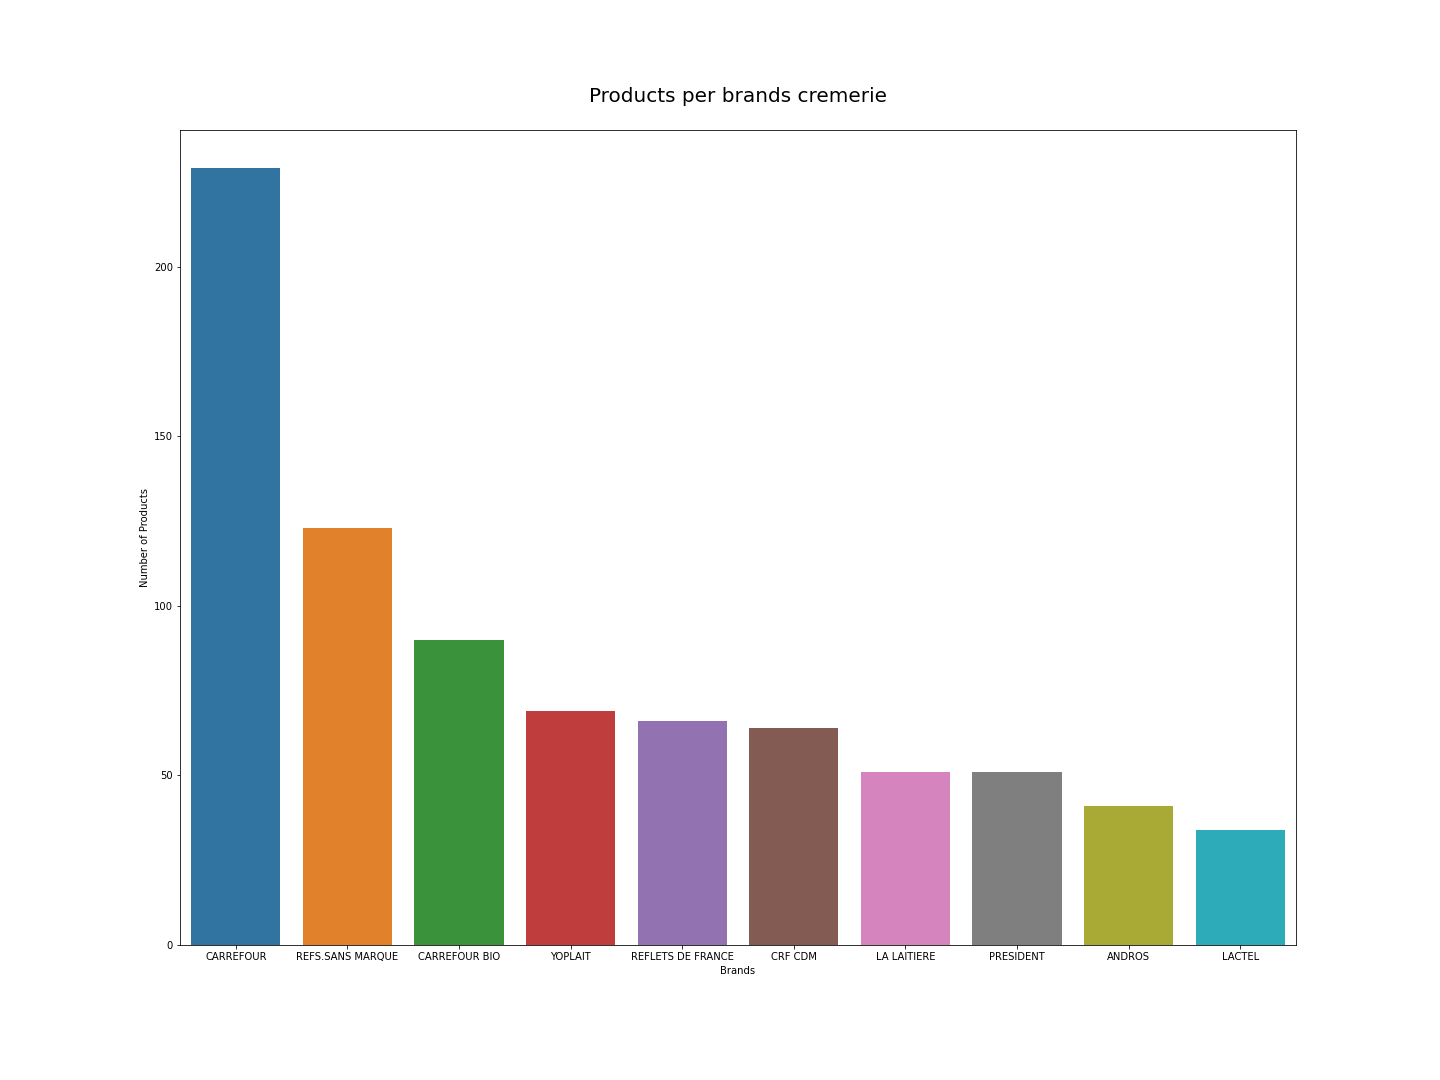 Products per brands cremerie
200
150
100
50
0
Number of Products
CARREFOUR REFS.SANS MARQUE CARREFOUR BIO YOPLAIT REFLETS DE FRANCE CRF CDM LA LAITIERE PRESIDENT ANDROS LACTEL
Brands